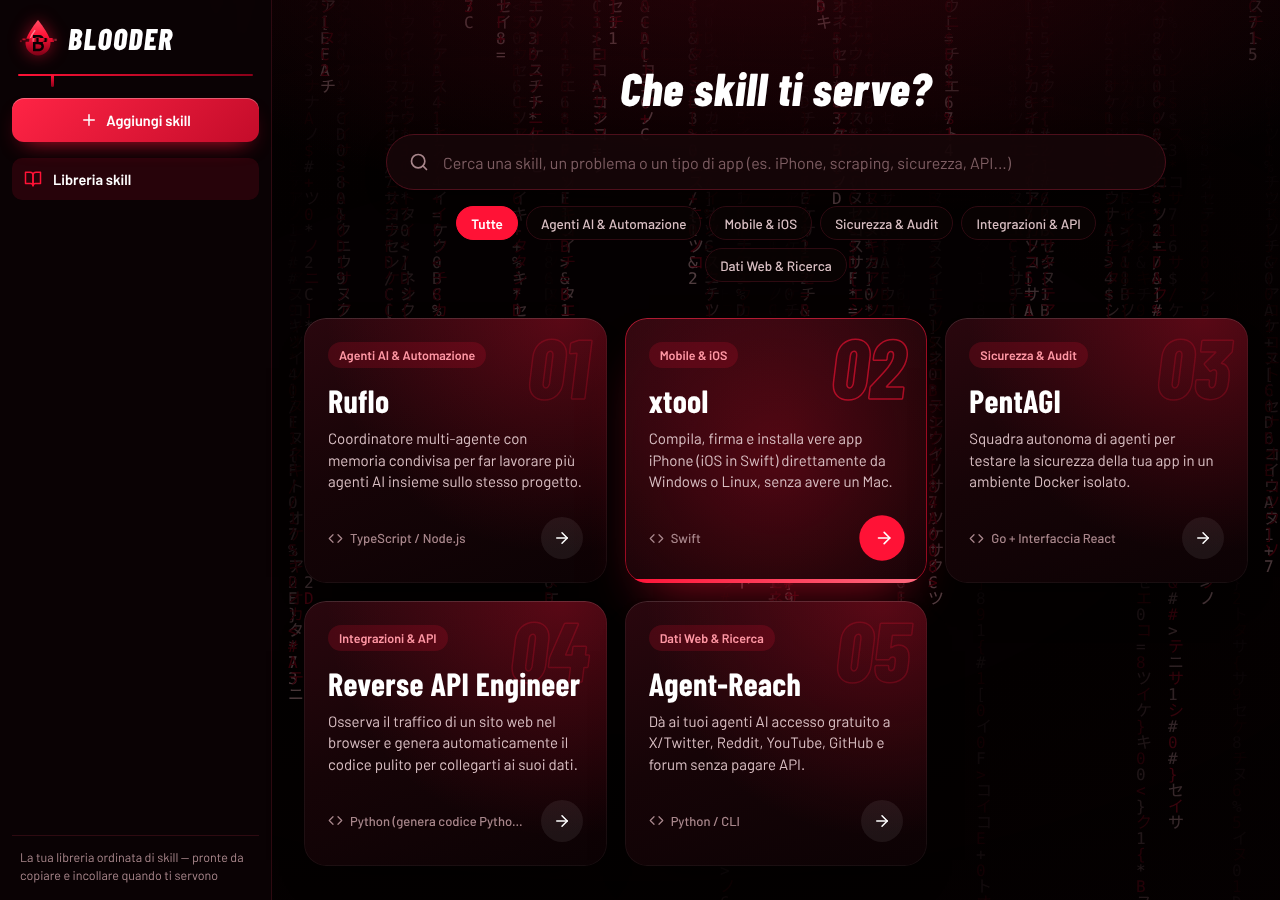 BLOODER
Aggiungi skill
Libreria skill
La tua libreria ordinata di skill — pronte da
copiare e incollare quando ti servono
Che skill ti serve?
Cerca una skill, un problema o un tipo di app (es. iPhone, scraping, sicurezza, API...)
Tutte
Agenti AI & Automazione
Mobile & iOS
Sicurezza & Audit
Integrazioni & API
Dati Web & Ricerca
Agenti AI & Automazione
01
Ruflo
Coordinatore multi-agente con
memoria condivisa per far lavorare più
agenti AI insieme sullo stesso progetto.
TypeScript / Node.js
Mobile & iOS
02
xtool
Compila, firma e installa vere app
iPhone (iOS in Swift) direttamente da
Windows o Linux, senza avere un Mac.
Swift
Sicurezza & Audit
03
PentAGI
Squadra autonoma di agenti per
testare la sicurezza della tua app in un
ambiente Docker isolato.
Go + Interfaccia React
Integrazioni & API
04
Reverse API Engineer
Osserva il traffico di un sito web nel
browser e genera automaticamente il
codice pulito per collegarti ai suoi dati.
Python (genera codice Pytho...
Dati Web & Ricerca
05
Agent-Reach
Dà ai tuoi agenti AI accesso gratuito a
X/Twitter, Reddit, YouTube, GitHub e
forum senza pagare API.
Python / CLI